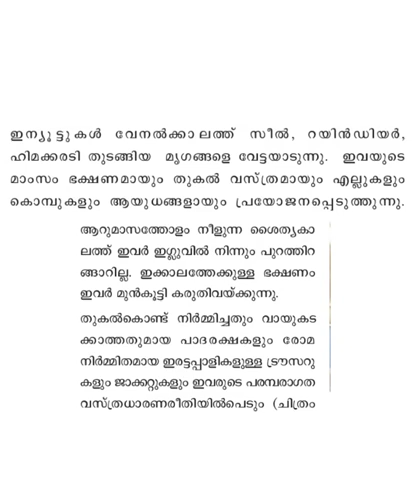 ഇന്യൂട്ടുകൾ വേനൽക്കാലത്ത് സീൽ, റയിൻഡിയർ,
ഹിമക്കരടി തുടങ്ങിയ മൃഗങ്ങളെ വേട്ടയാടുന്നു. ഇവയുടെ
മാംസം ഭക്ഷണമായും തുകൽ വസ്ത്രമായും എല്ലുകളും
കൊമ്പുകളും ആയുധങ്ങളായും പ്രയോജനപ്പെടുത്തുന്നു.
ആറുമാസത്തോളം നീളുന്ന ശൈത്യകാ
ലത്ത് ഇവർ ഇഗ്ലുവിൽ നിന്നും പുറത്തിറ
ങ്ങാറില്ല. ഇക്കാലത്തേക്കുള്ള ഭക്ഷണം
ഇവർ മുൻകൂട്ടി കരുതിവയ്ക്കുന്നു.
തുകൽകൊണ്ട് നിർമ്മിച്ചതും വായുകട
ക്കാത്തതുമായ പാദരക്ഷകളും രോമ
നിർമ്മിതമായ ഇരട്ടപ്പാളികളുള്ള ട്രൗസറു
കളും ജാക്കറ്റുകളും ഇവരുടെ പരമ്പരാഗത
വസ്ത്രധാരണരീതിയിൽപെടും (ചിത്രം